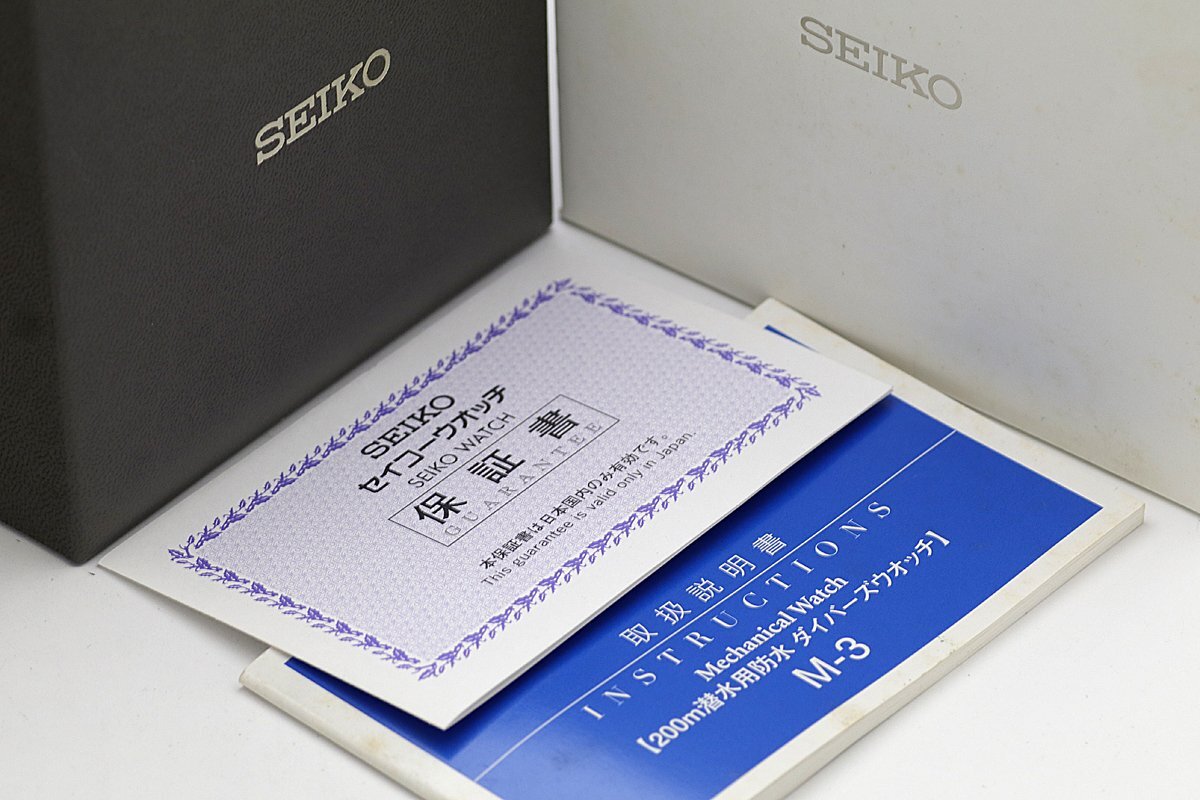 SEIKO
SEIKO
SEIKO
セイコーウオッチ
SEIKO WATCH
保証書
GUARANTEE
本保証書は日本国内のみ有効です。
This guarantee is valid only in Japan.
取扱説明書
INSTRUCTIONS
Mechanical Watch
【200m潜水用防水 ダイバーズウオッチ】
M-3